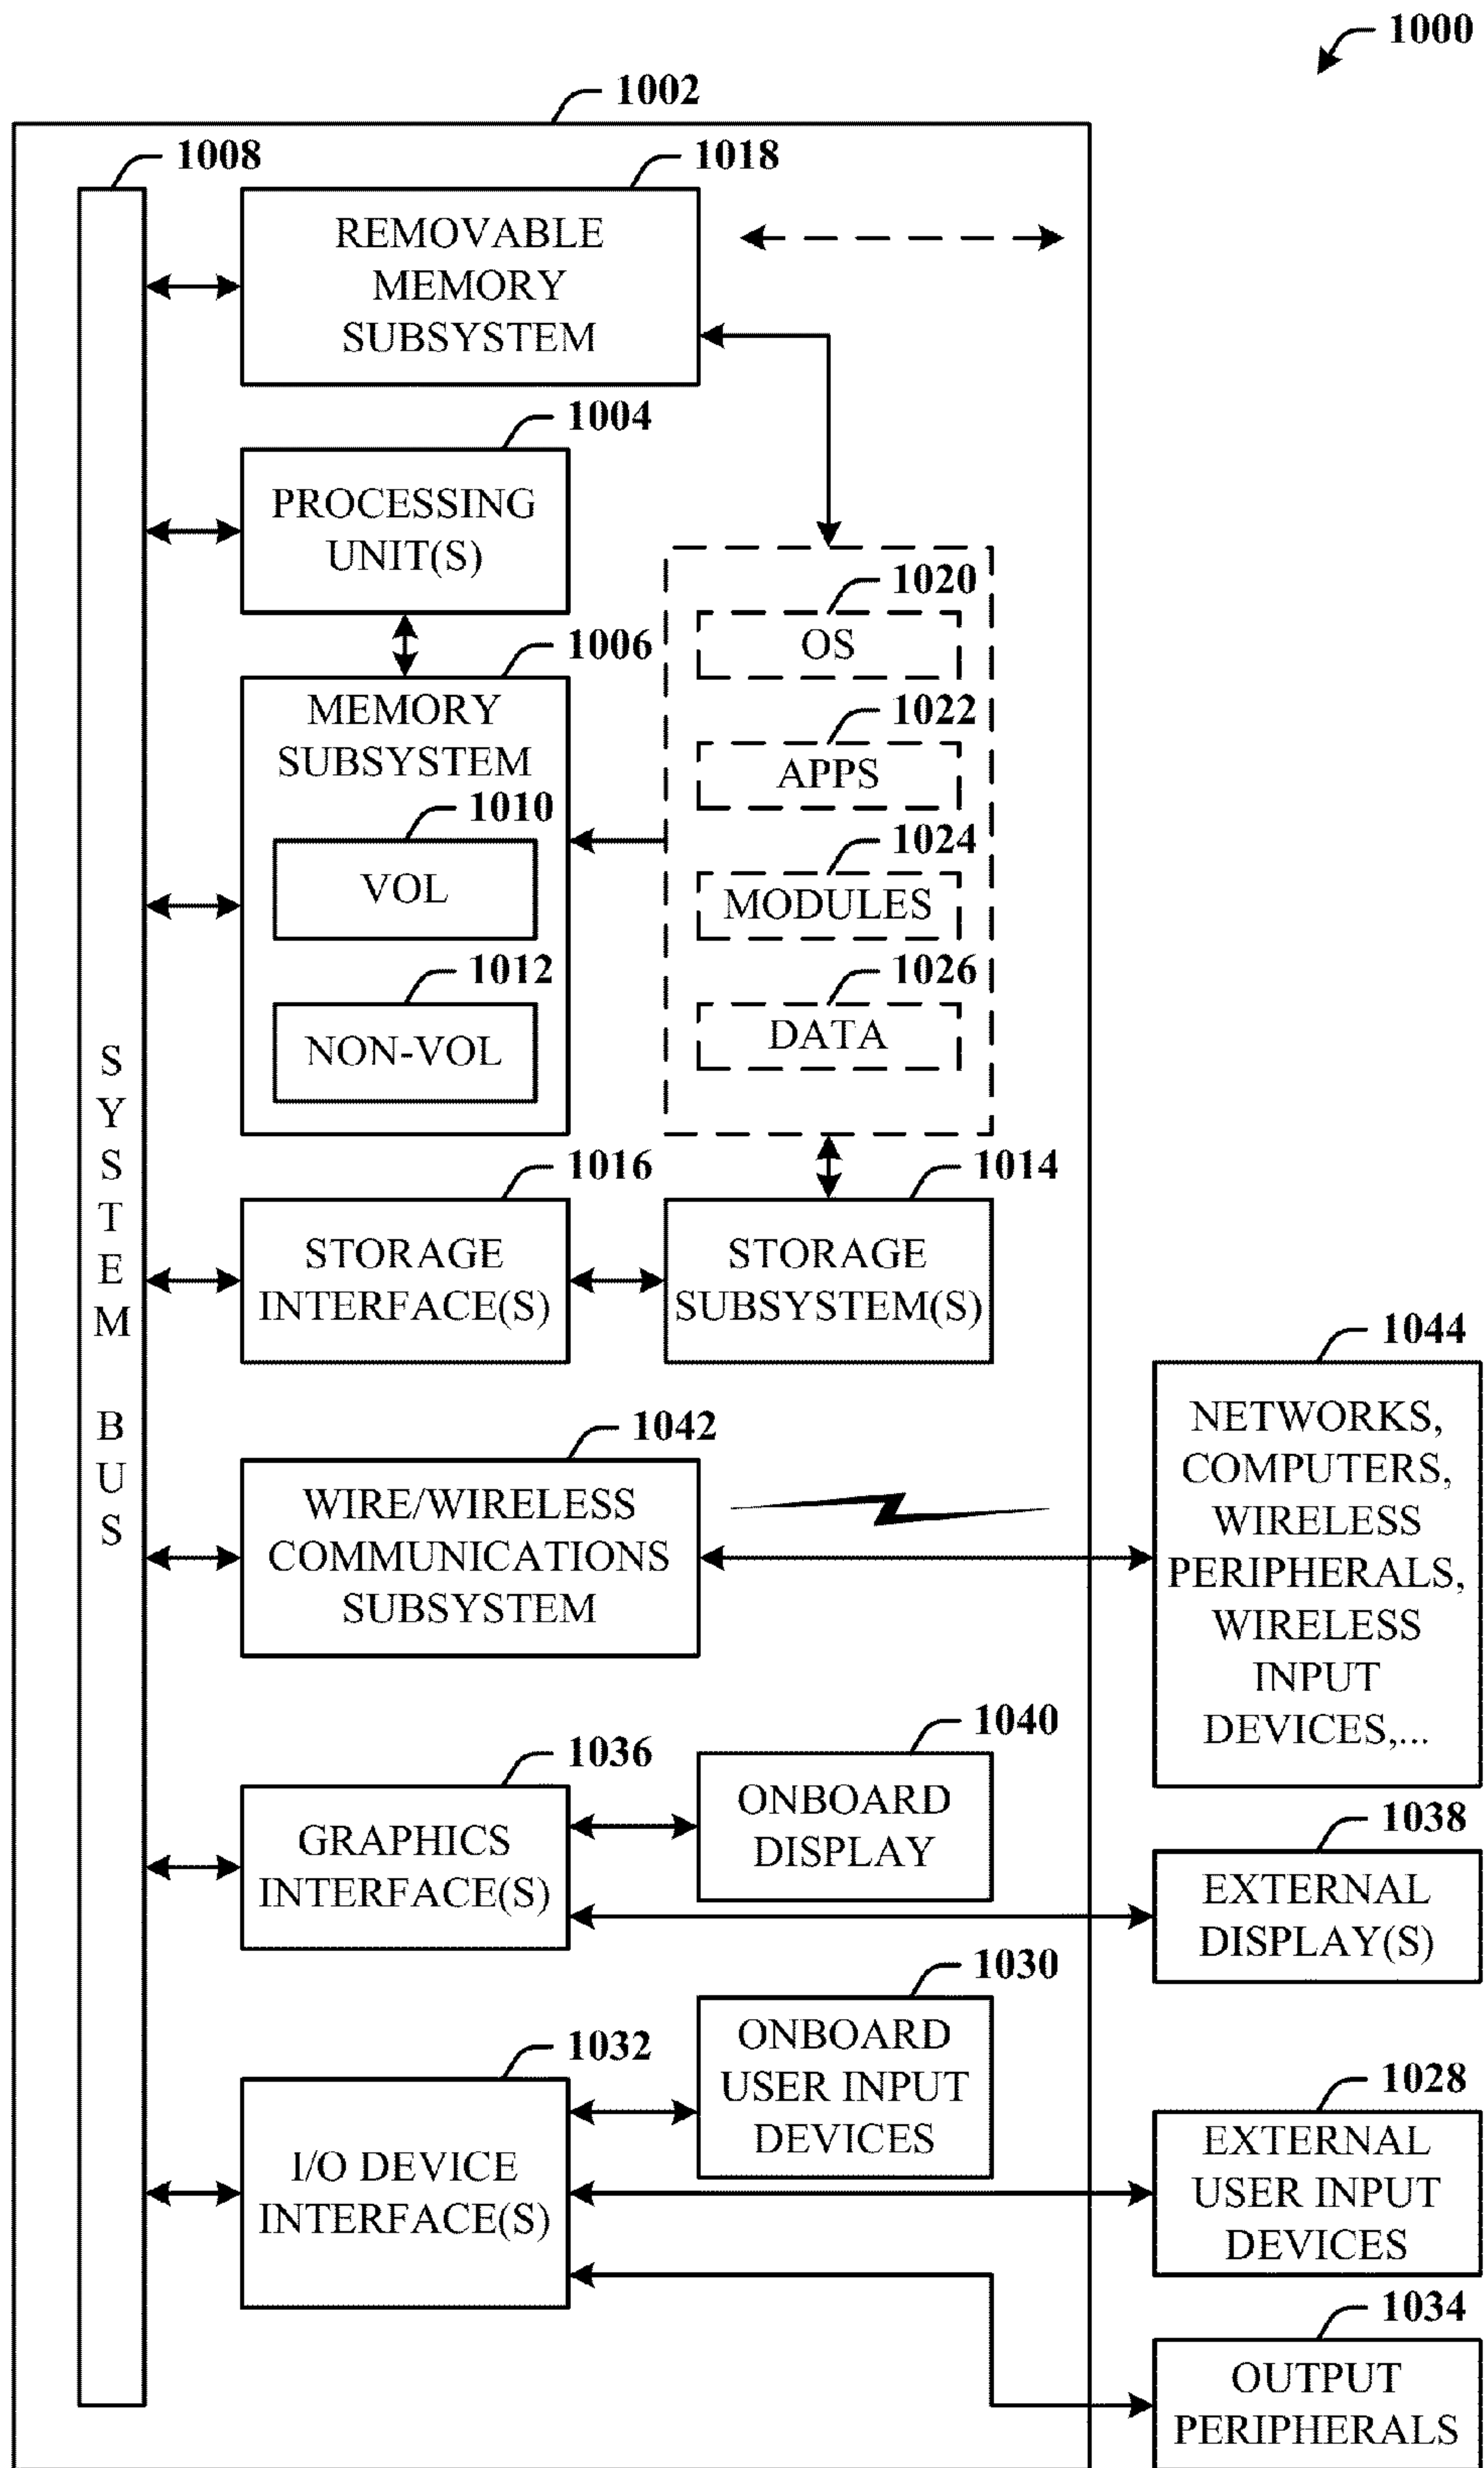 1000
1002
1008
1018
REMOVABLE
MEMORY
SUBSYSTEM
1004
PROCESSING
UNIT(S)
1020
OS
1006
MEMORY
SUBSYSTEM
1022
APPS
1010
VOL
1024
MODULES
1012
NON-VOL
1026
DATA
S
Y
S
T
E
M
B
U
S
1016
STORAGE
INTERFACE(S)
1014
STORAGE
SUBSYSTEM(S)
1042
WIRE/WIRELESS
COMMUNICATIONS
SUBSYSTEM
1044
NETWORKS,
COMPUTERS,
WIRELESS
PERIPHERALS,
WIRELESS
INPUT
DEVICES,...
1036
GRAPHICS
INTERFACE(S)
1040
ONBOARD
DISPLAY
1038
EXTERNAL
DISPLAY(S)
1032
I/O DEVICE
INTERFACE(S)
1030
ONBOARD
USER INPUT
DEVICES
1028
EXTERNAL
USER INPUT
DEVICES
1034
OUTPUT
PERIPHERALS